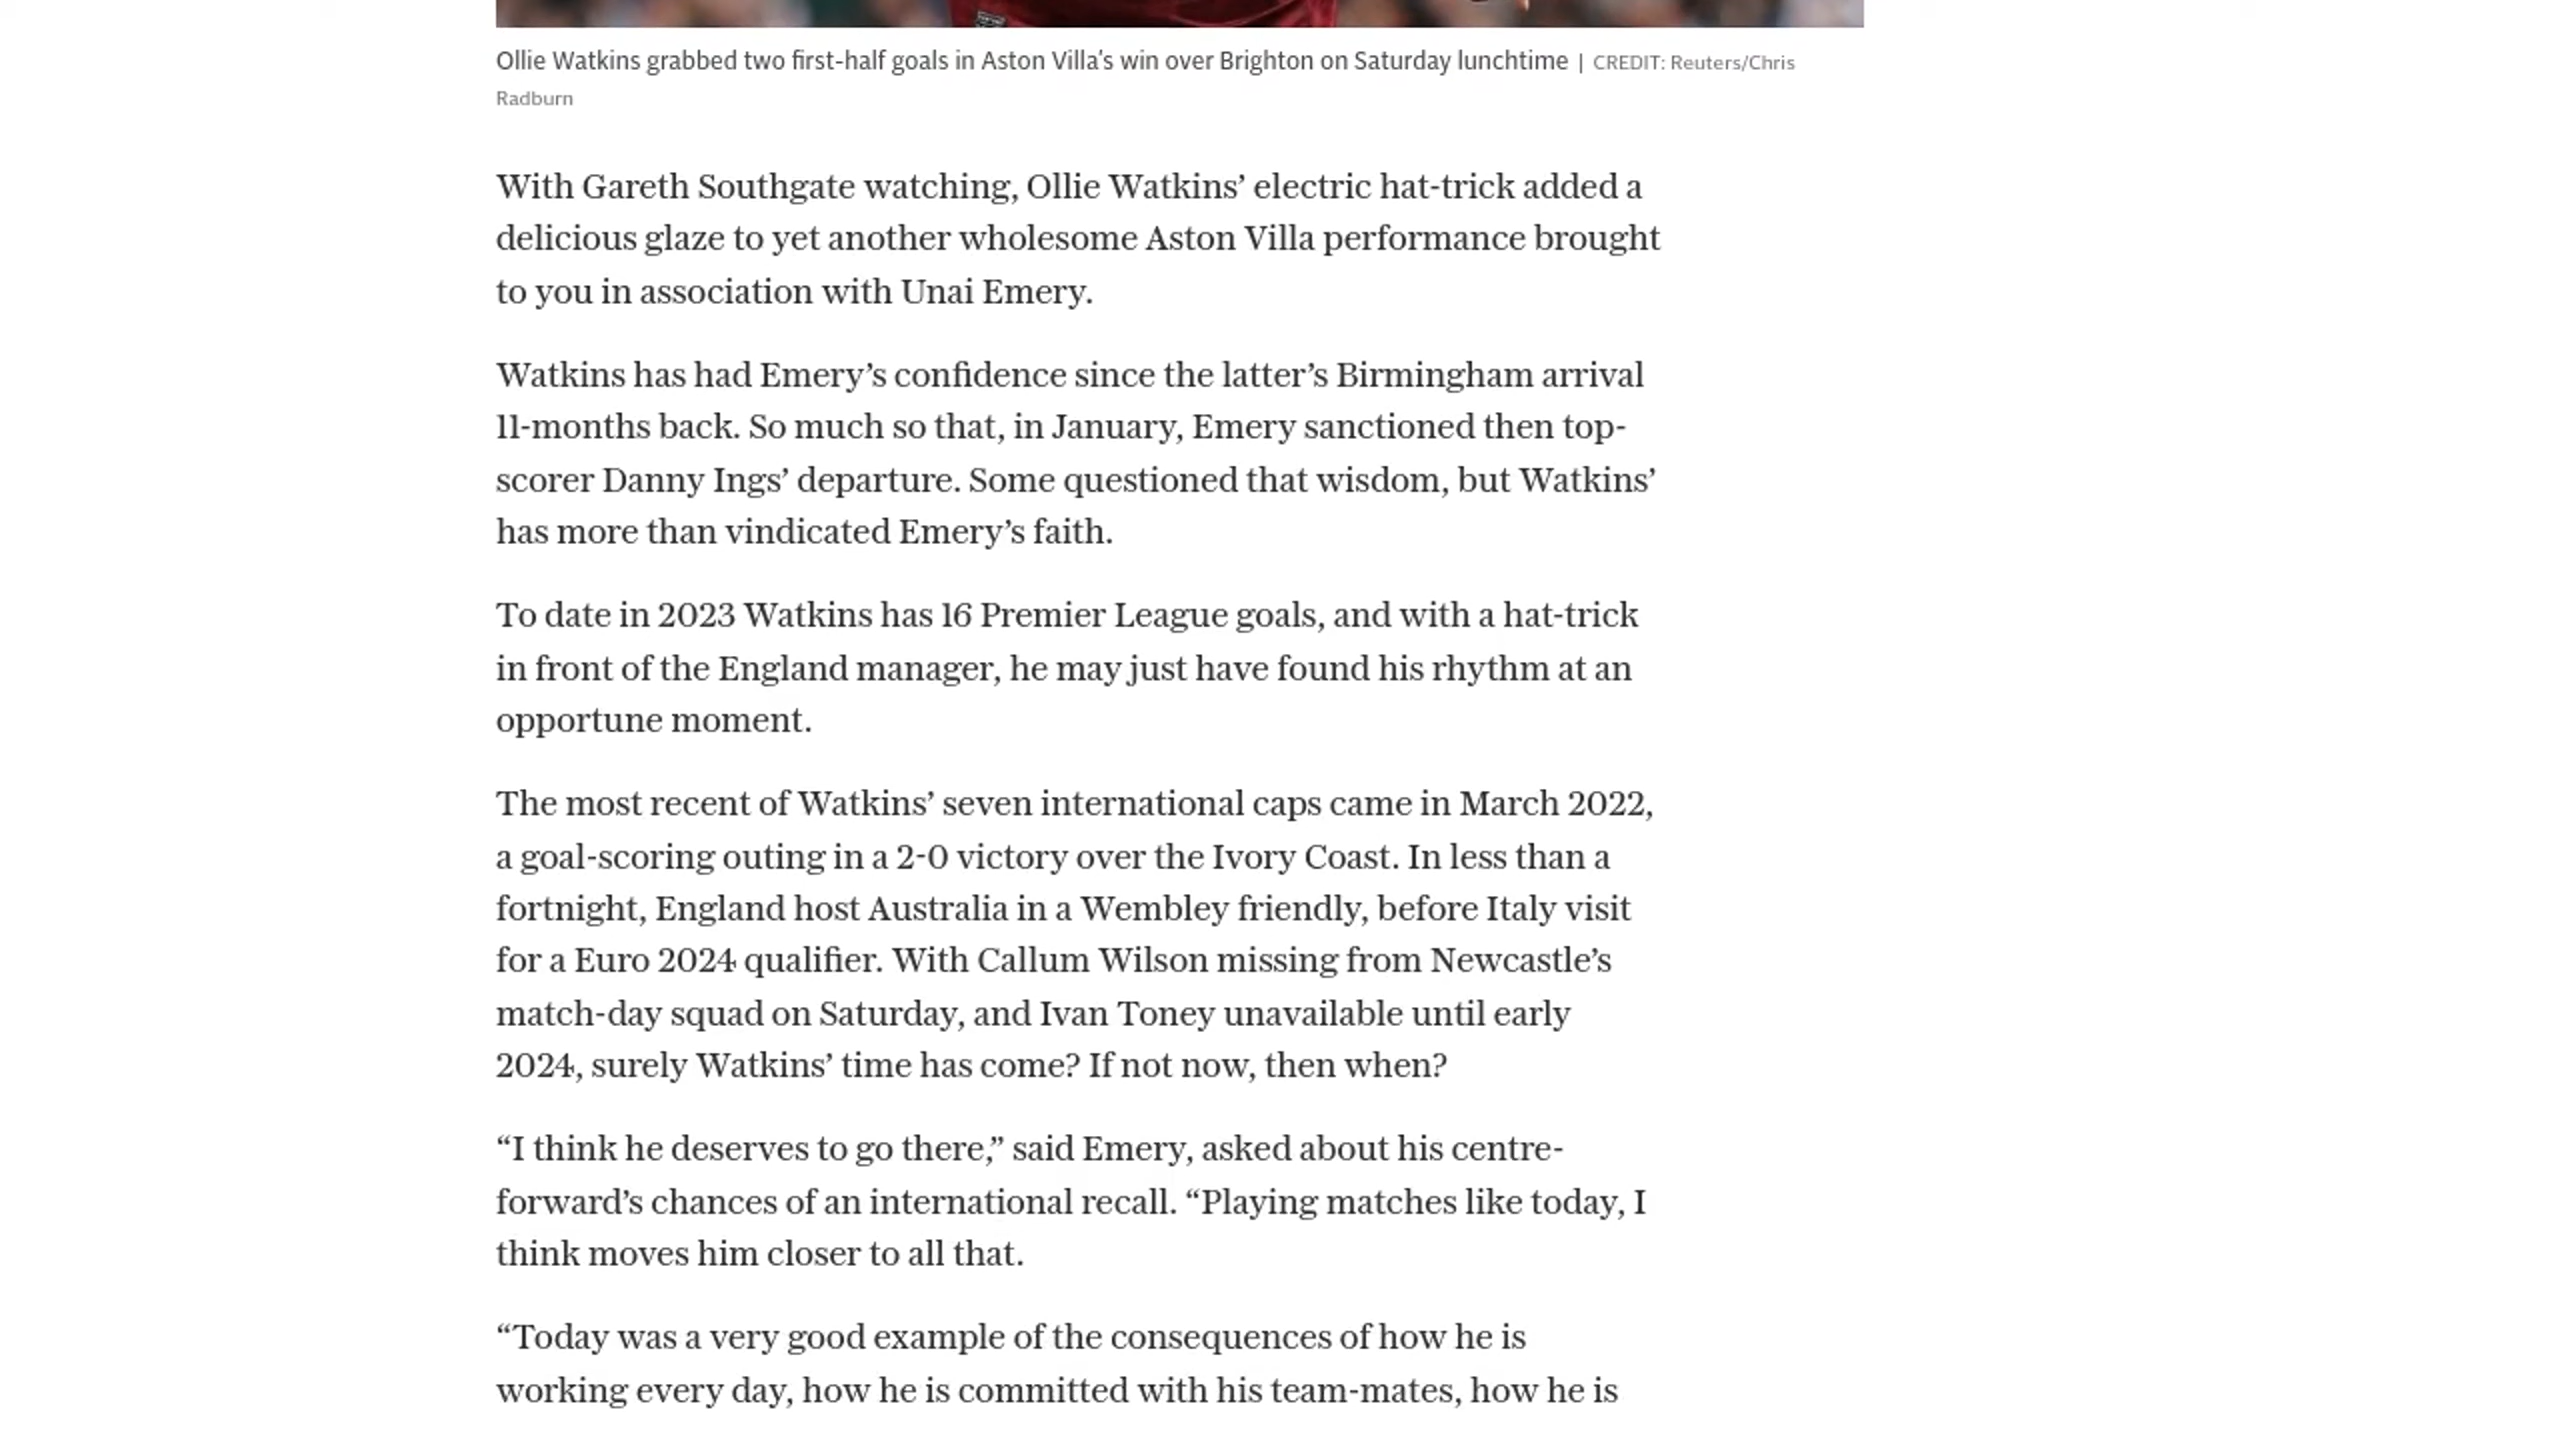 Ollie Watkins grabbed two first-half goals in Aston Villa's win over Brighton on Saturday lunchtime | CREDIT: Reuters/Chris
Radburn
With Gareth Southgate watching, Ollie Watkins’ electric hat-trick added a
delicious glaze to yet another wholesome Aston Villa performance brought
to you in association with Unai Emery.
Watkins has had Emery’s confidence since the latter’s Birmingham arrival
11-months back. So much so that, in January, Emery sanctioned then top-
scorer Danny Ings’ departure. Some questioned that wisdom, but Watkins’
has more than vindicated Emery’s faith.
To date in 2023 Watkins has 16 Premier League goals, and with a hat-trick
in front of the England manager, he may just have found his rhythm at an
opportune moment.
The most recent of Watkins’ seven international caps came in March 2022,
a goal-scoring outing in a 2-0 victory over the Ivory Coast. In less than a
fortnight, England host Australia in a Wembley friendly, before Italy visit
for a Euro 2024 qualifier. With Callum Wilson missing from Newcastle’s
match-day squad on Saturday, and Ivan Toney unavailable until early
2024, surely Watkins’ time has come? If not now, then when?
“I think he deserves to go there,” said Emery, asked about his centre-
forward’s chances of an international recall. “Playing matches like today, I
think moves him closer to all that.
“Today was a very good example of the consequences of how he is
working every day, how he is committed with his team-mates, how he is